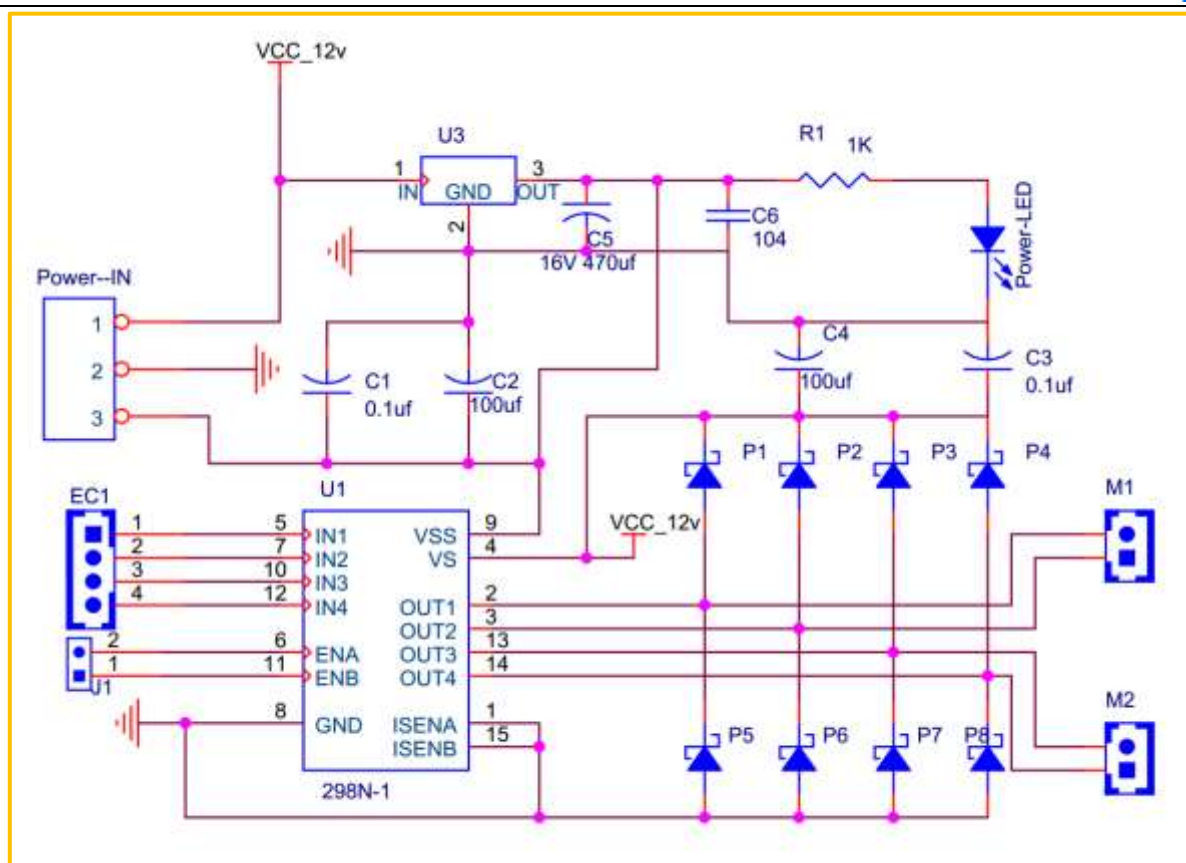 VCC_12v
U3
R1
1K
1
3
IN
GND
OUT
2
C5
16V 470uf
C6
104
Power-LED
Power--IN
1
2
3
C1
0.1uf
C2
100uf
C4
100uf
C3
0.1uf
P1
P2
P3
P4
EC1
1
2
3
4
U1
5
7
10
12
IN1
IN2
IN3
IN4
VSS
9
VS
4
VCC_12v
M1
2
1
U1
6
11
ENA
ENB
OUT1
2
OUT2
3
OUT3
13
OUT4
14
8
GND
ISENA
1
ISENB
15
P5
P6
P7
P8
M2
298N-1